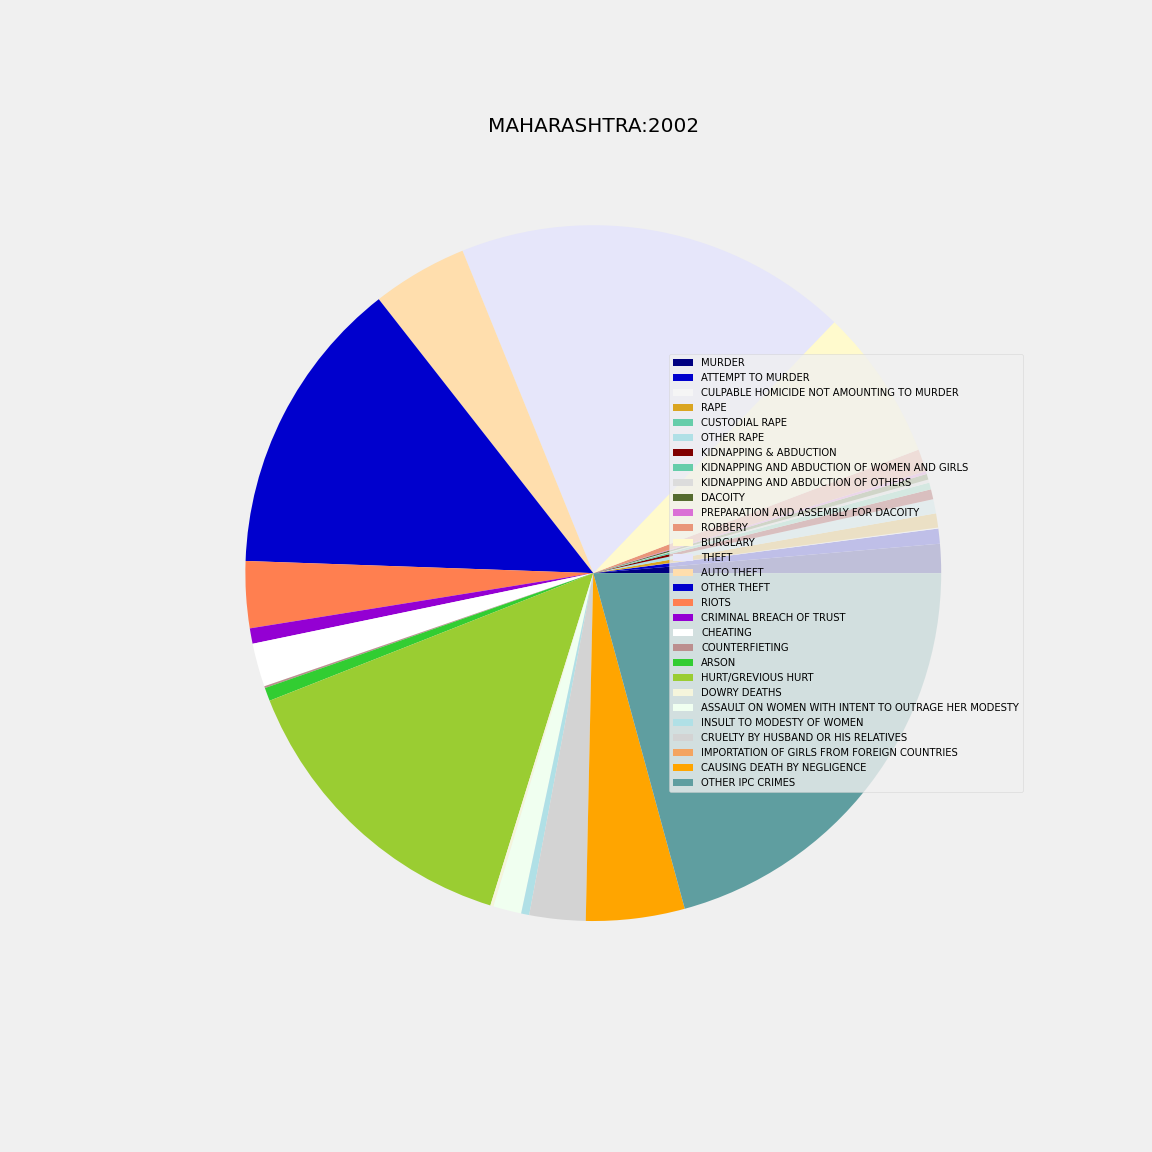 MAHARASHTRA:2002
MURDER
ATTEMPT TO MURDER
CULPABLE HOMICIDE NOT AMOUNTING TO MURDER
RAPE
CUSTODIAL RAPE
OTHER RAPE
KIDNAPPING & ABDUCTION
KIDNAPPING AND ABDUCTION OF WOMEN AND GIRLS
KIDNAPPING AND ABDUCTION OF OTHERS
DACOITY
PREPARATION AND ASSEMBLY FOR DACOITY
ROBBERY
BURGLARY
THEFT
AUTO THEFT
OTHER THEFT
RIOTS
CRIMINAL BREACH OF TRUST
CHEATING
COUNTERFIETING
ARSON
HURT/GREVIOUS HURT
DOWRY DEATHS
ASSAULT ON WOMEN WITH INTENT TO OUTRAGE HER MODESTY
INSULT TO MODESTY OF WOMEN
CRUELTY BY HUSBAND OR HIS RELATIVES
IMPORTATION OF GIRLS FROM FOREIGN COUNTRIES
CAUSING DEATH BY NEGLIGENCE
OTHER IPC CRIMES